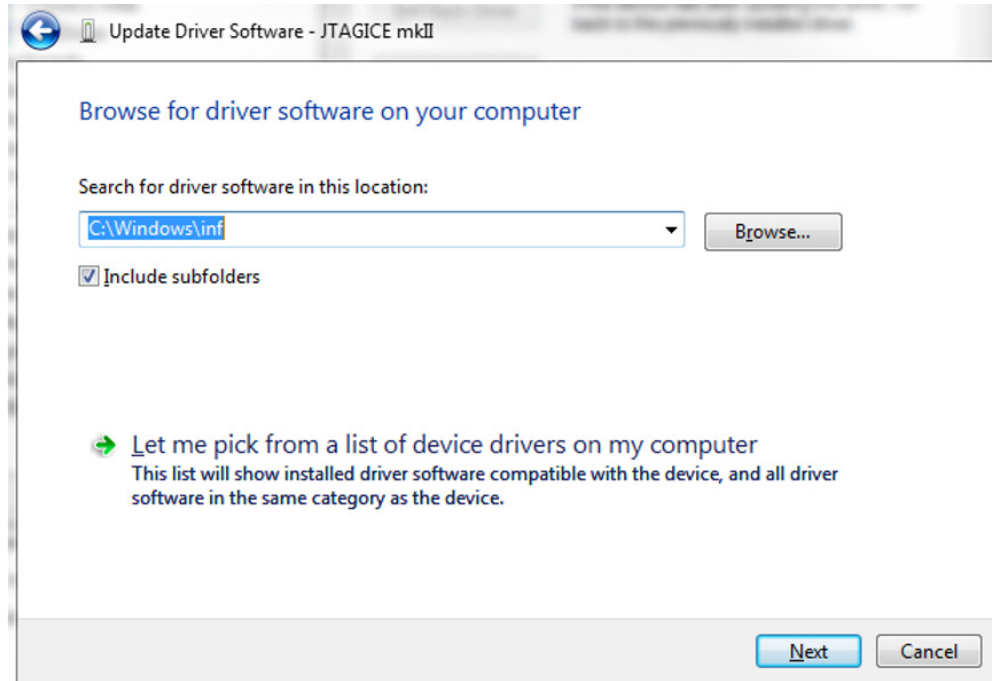 Update Driver Software - JTAGICE mkII
Browse for driver software on your computer
Search for driver software in this location:
C:\Windows\inf
Browse...
Include subfolders
Let me pick from a list of device drivers on my computer
This list will show installed driver software compatible with the device, and all driver
software in the same category as the device.
Next
Cancel